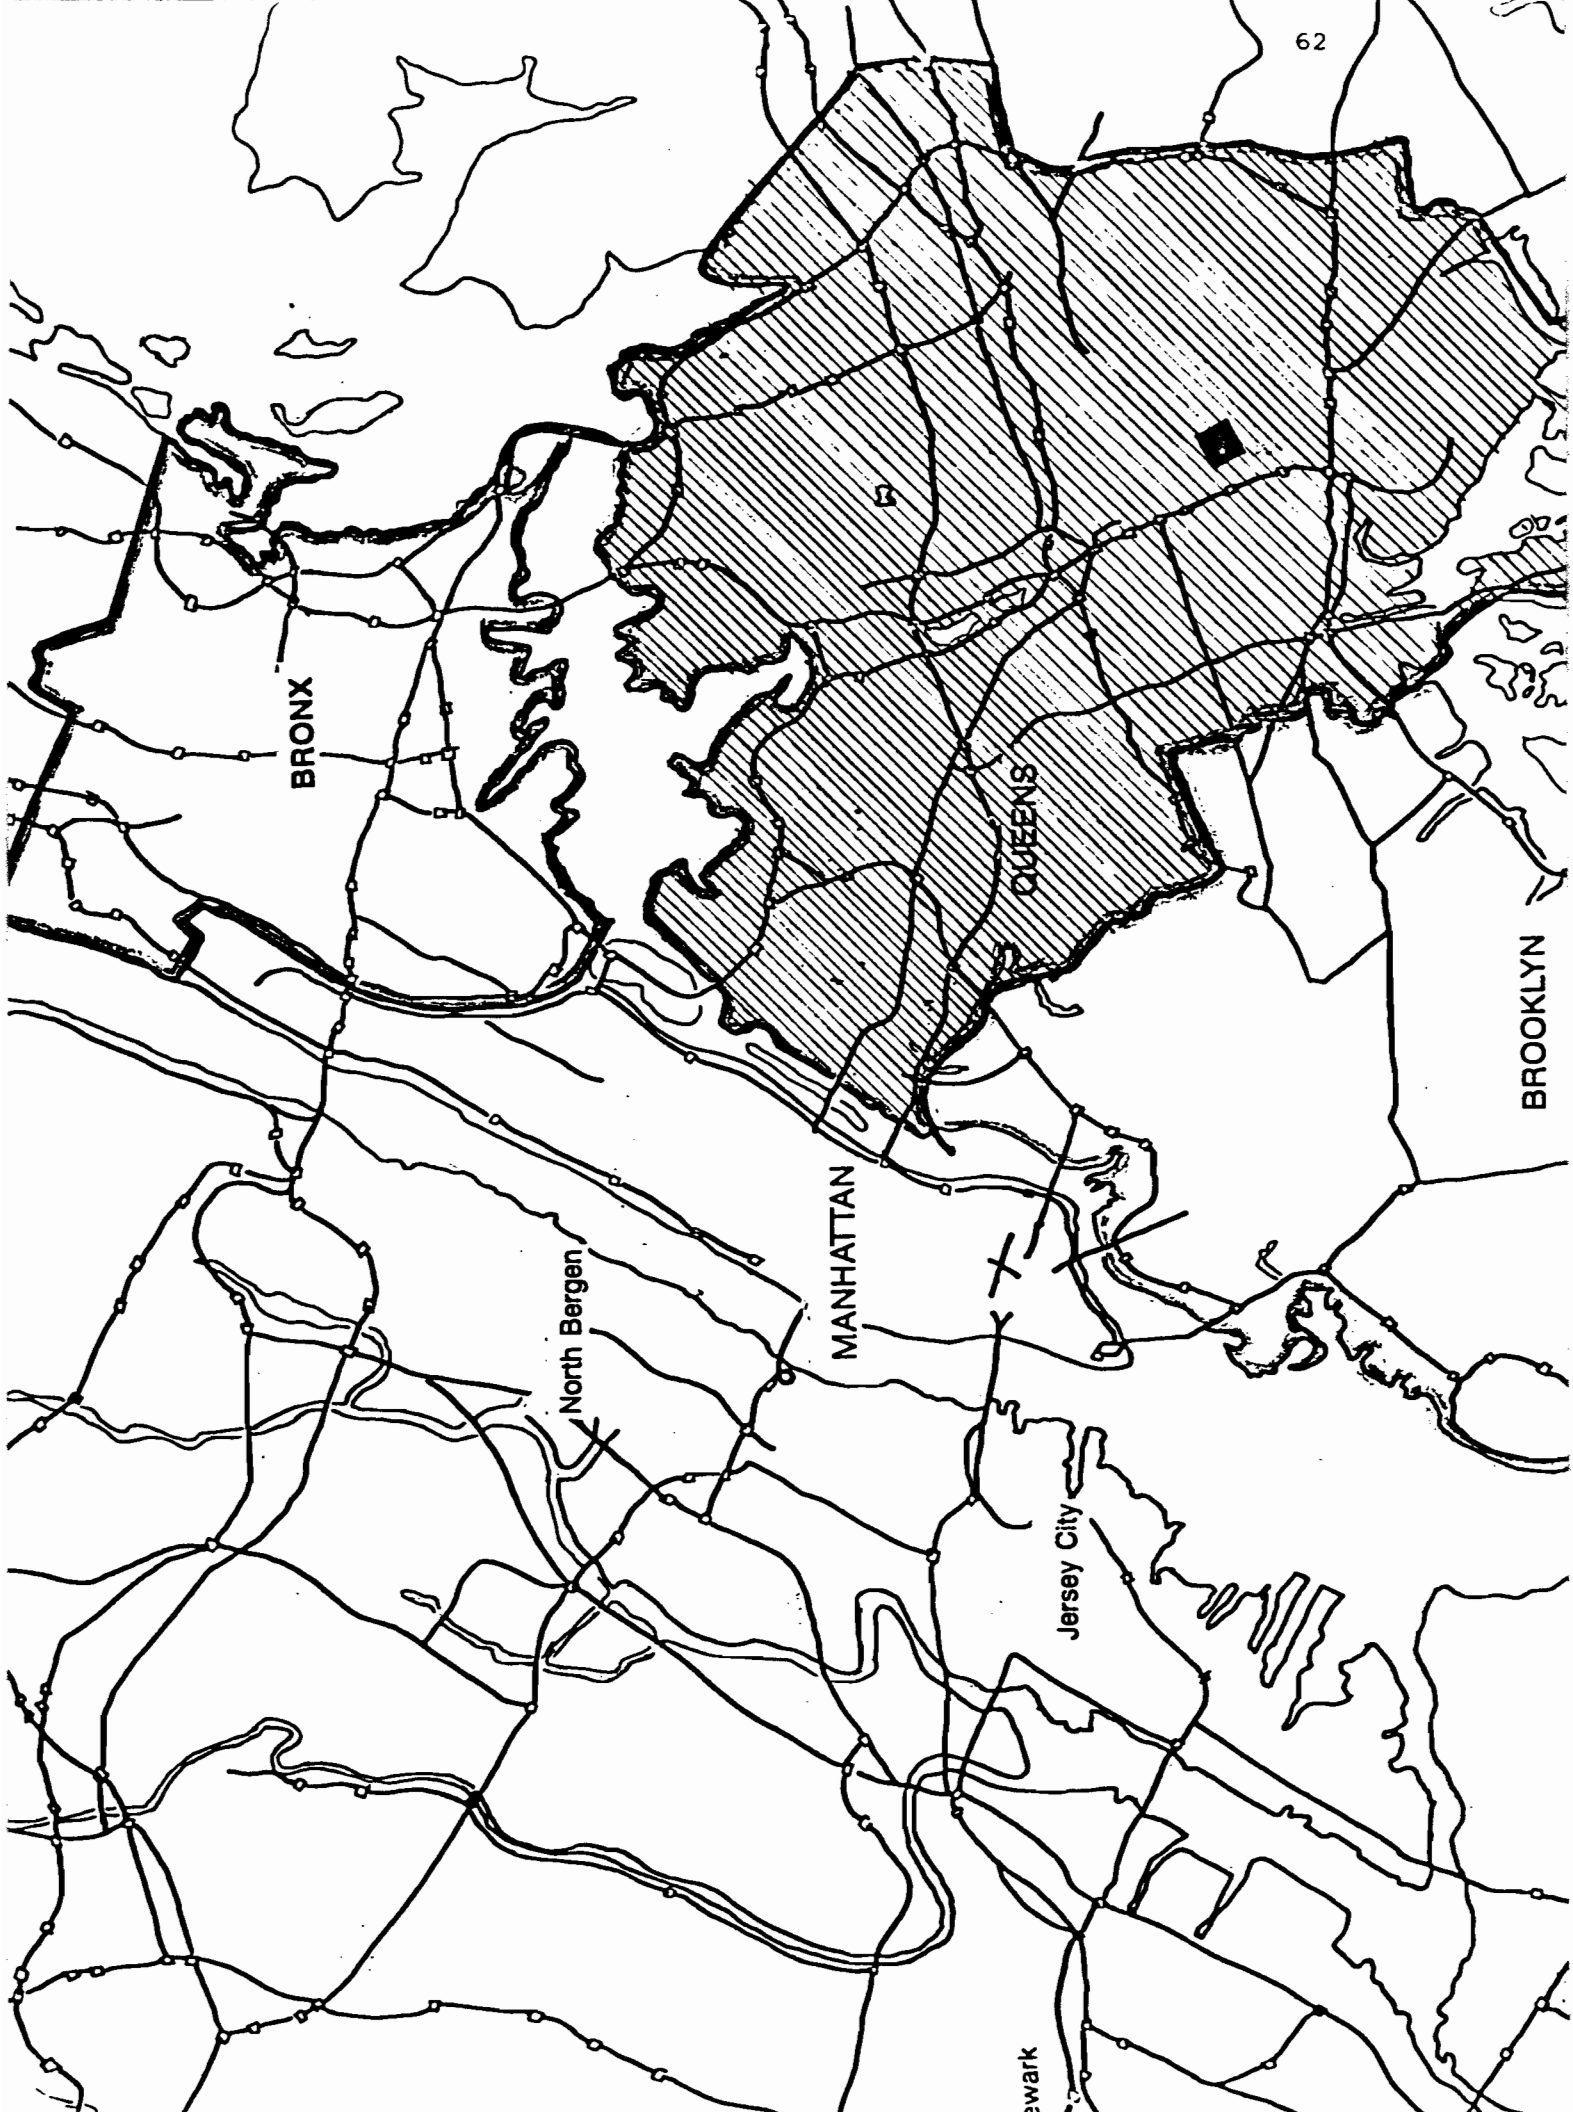 62
BRONX
QUEENS
North Bergen
MANHATTAN
BROOKLYN
Jersey City
ewark